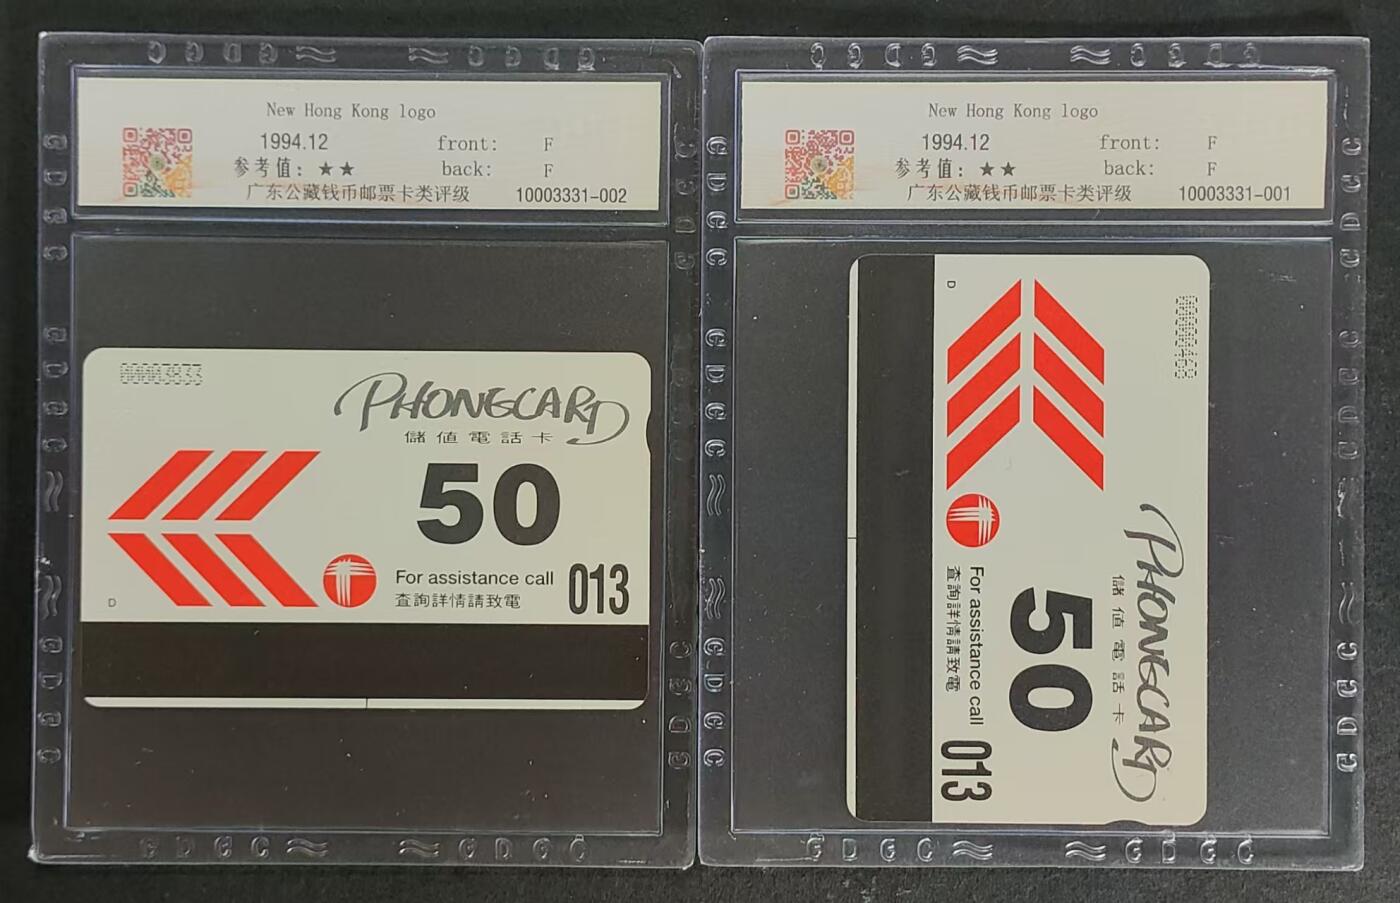 New Hong Kong logo
1994.12 front: F
参考值: ★★ back: F
广东公藏钱币邮票卡类评级 10003331-002
PHONECARD
儲值電話卡
50
For assistance call 013
查詢詳情請致電
D
New Hong Kong logo
1994.12 front: F
参考值: ★★ back: F
广东公藏钱币邮票卡类评级 10003331-001
D
PHONECARD
儲值電話卡
50
For assistance call 013
查詢詳情請致電